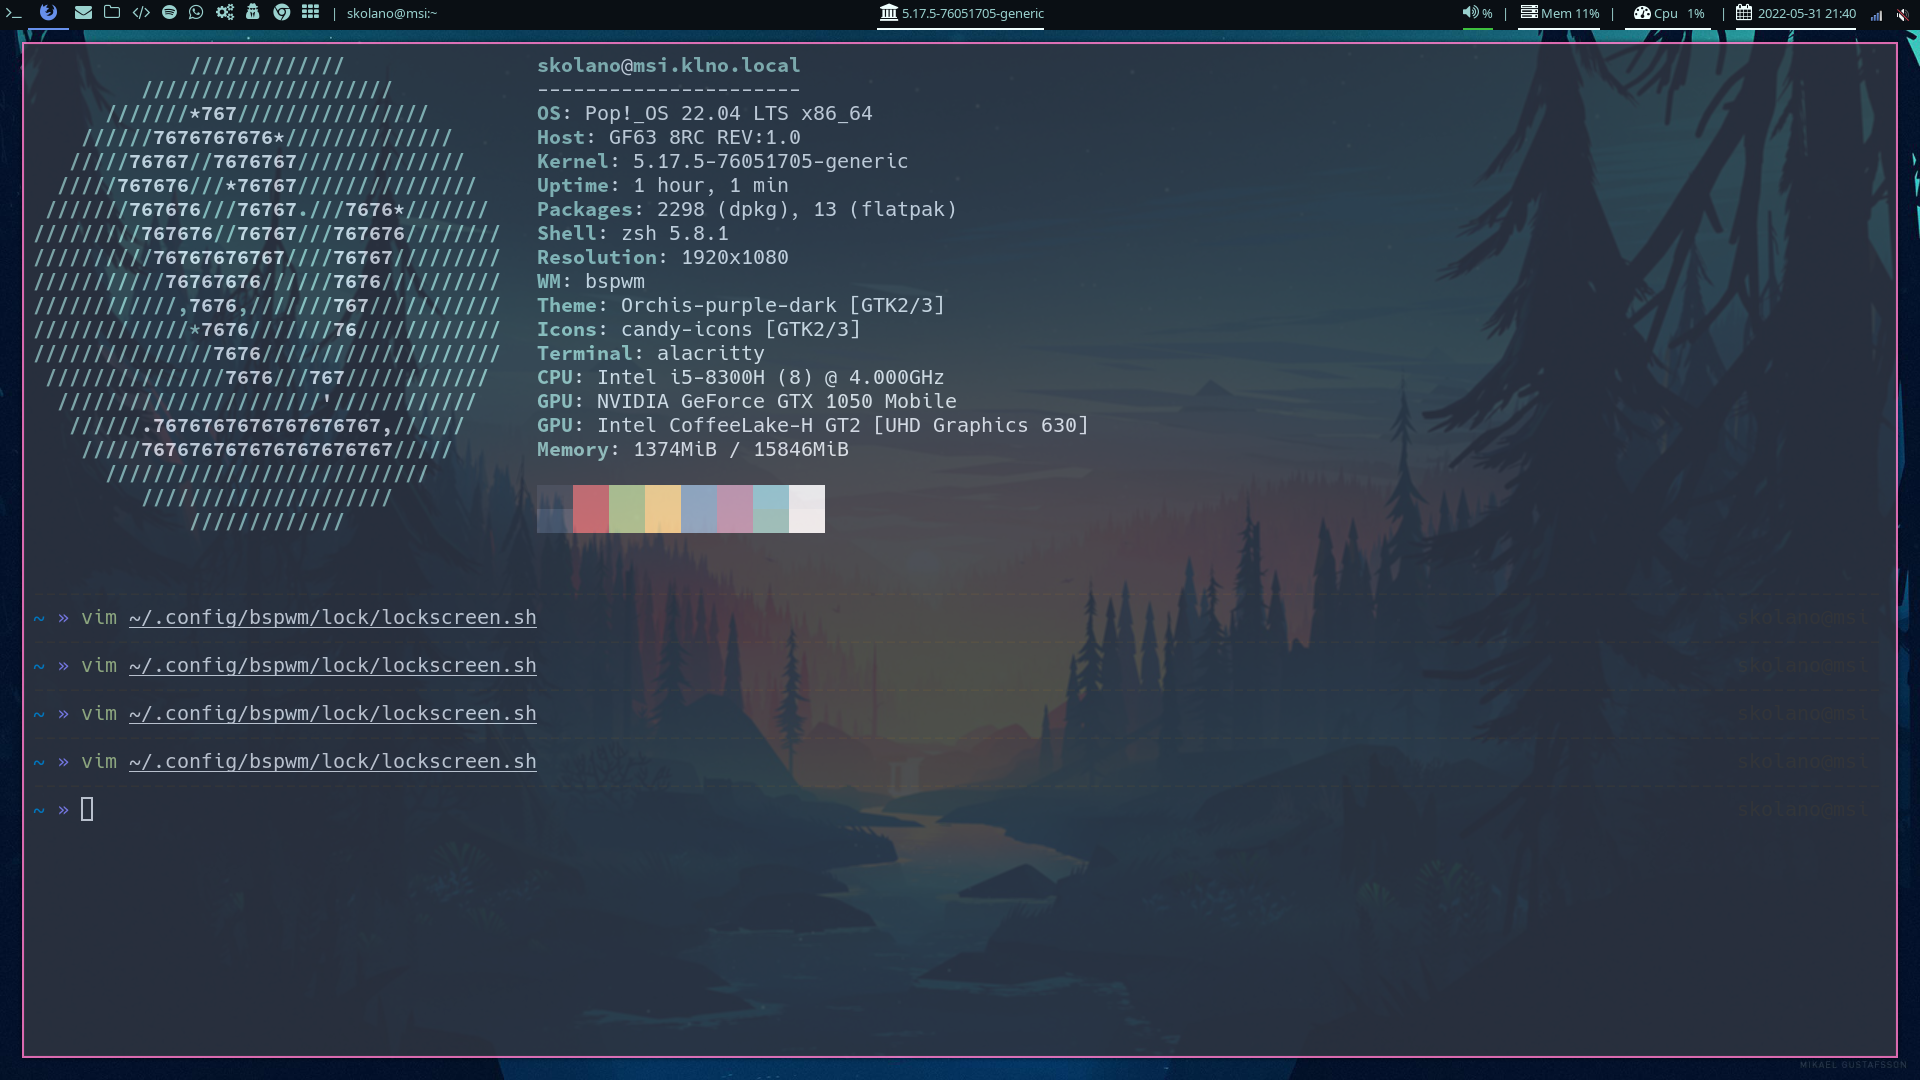 >_ | skolano@msi:~ 5.17.5-76051705-generic % | Mem 11% | Cpu 1% | 2022-05-31 21:40
///////////// skolano@msi.klno.local
///////////////////// ----------------------
///////*767//////////////// OS: Pop!_OS 22.04 LTS x86_64
//////7676767676*////////////// Host: GF63 8RC REV:1.0
/////76767//7676767////////////// Kernel: 5.17.5-76051705-generic
/////767676///*76767/////////////// Uptime: 1 hour, 1 min
///////767676///76767.///7676*/////// Packages: 2298 (dpkg), 13 (flatpak)
/////////767676//76767///767676//////// Shell: zsh 5.8.1
//////////76767676767////76767///////// Resolution: 1920x1080
///////////76767676//////7676////////// WM: bspwm
////////////,7676,///////767/////////// Theme: Orchis-purple-dark [GTK2/3]
/////////////*7676///////76//////////// Icons: candy-icons [GTK2/3]
///////////////7676//////////////////// Terminal: alacritty
///////////////7676///767//////////// CPU: Intel i5-8300H (8) @ 4.000GHz
//////////////////////'//////////// GPU: NVIDIA GeForce GTX 1050 Mobile
//////.7676767676767676767,////// GPU: Intel CoffeeLake-H GT2 [UHD Graphics 630]
/////767676767676767676767///// Memory: 1374MiB / 15846MiB
///////////////////////////
/////////////////////
/////////////
~ » vim ~/.config/bspwm/lock/lockscreen.sh skolano@msi
~ » vim ~/.config/bspwm/lock/lockscreen.sh skolano@msi
~ » vim ~/.config/bspwm/lock/lockscreen.sh skolano@msi
~ » vim ~/.config/bspwm/lock/lockscreen.sh skolano@msi
~ » skolano@msi
MIKAEL GUSTAFSSON